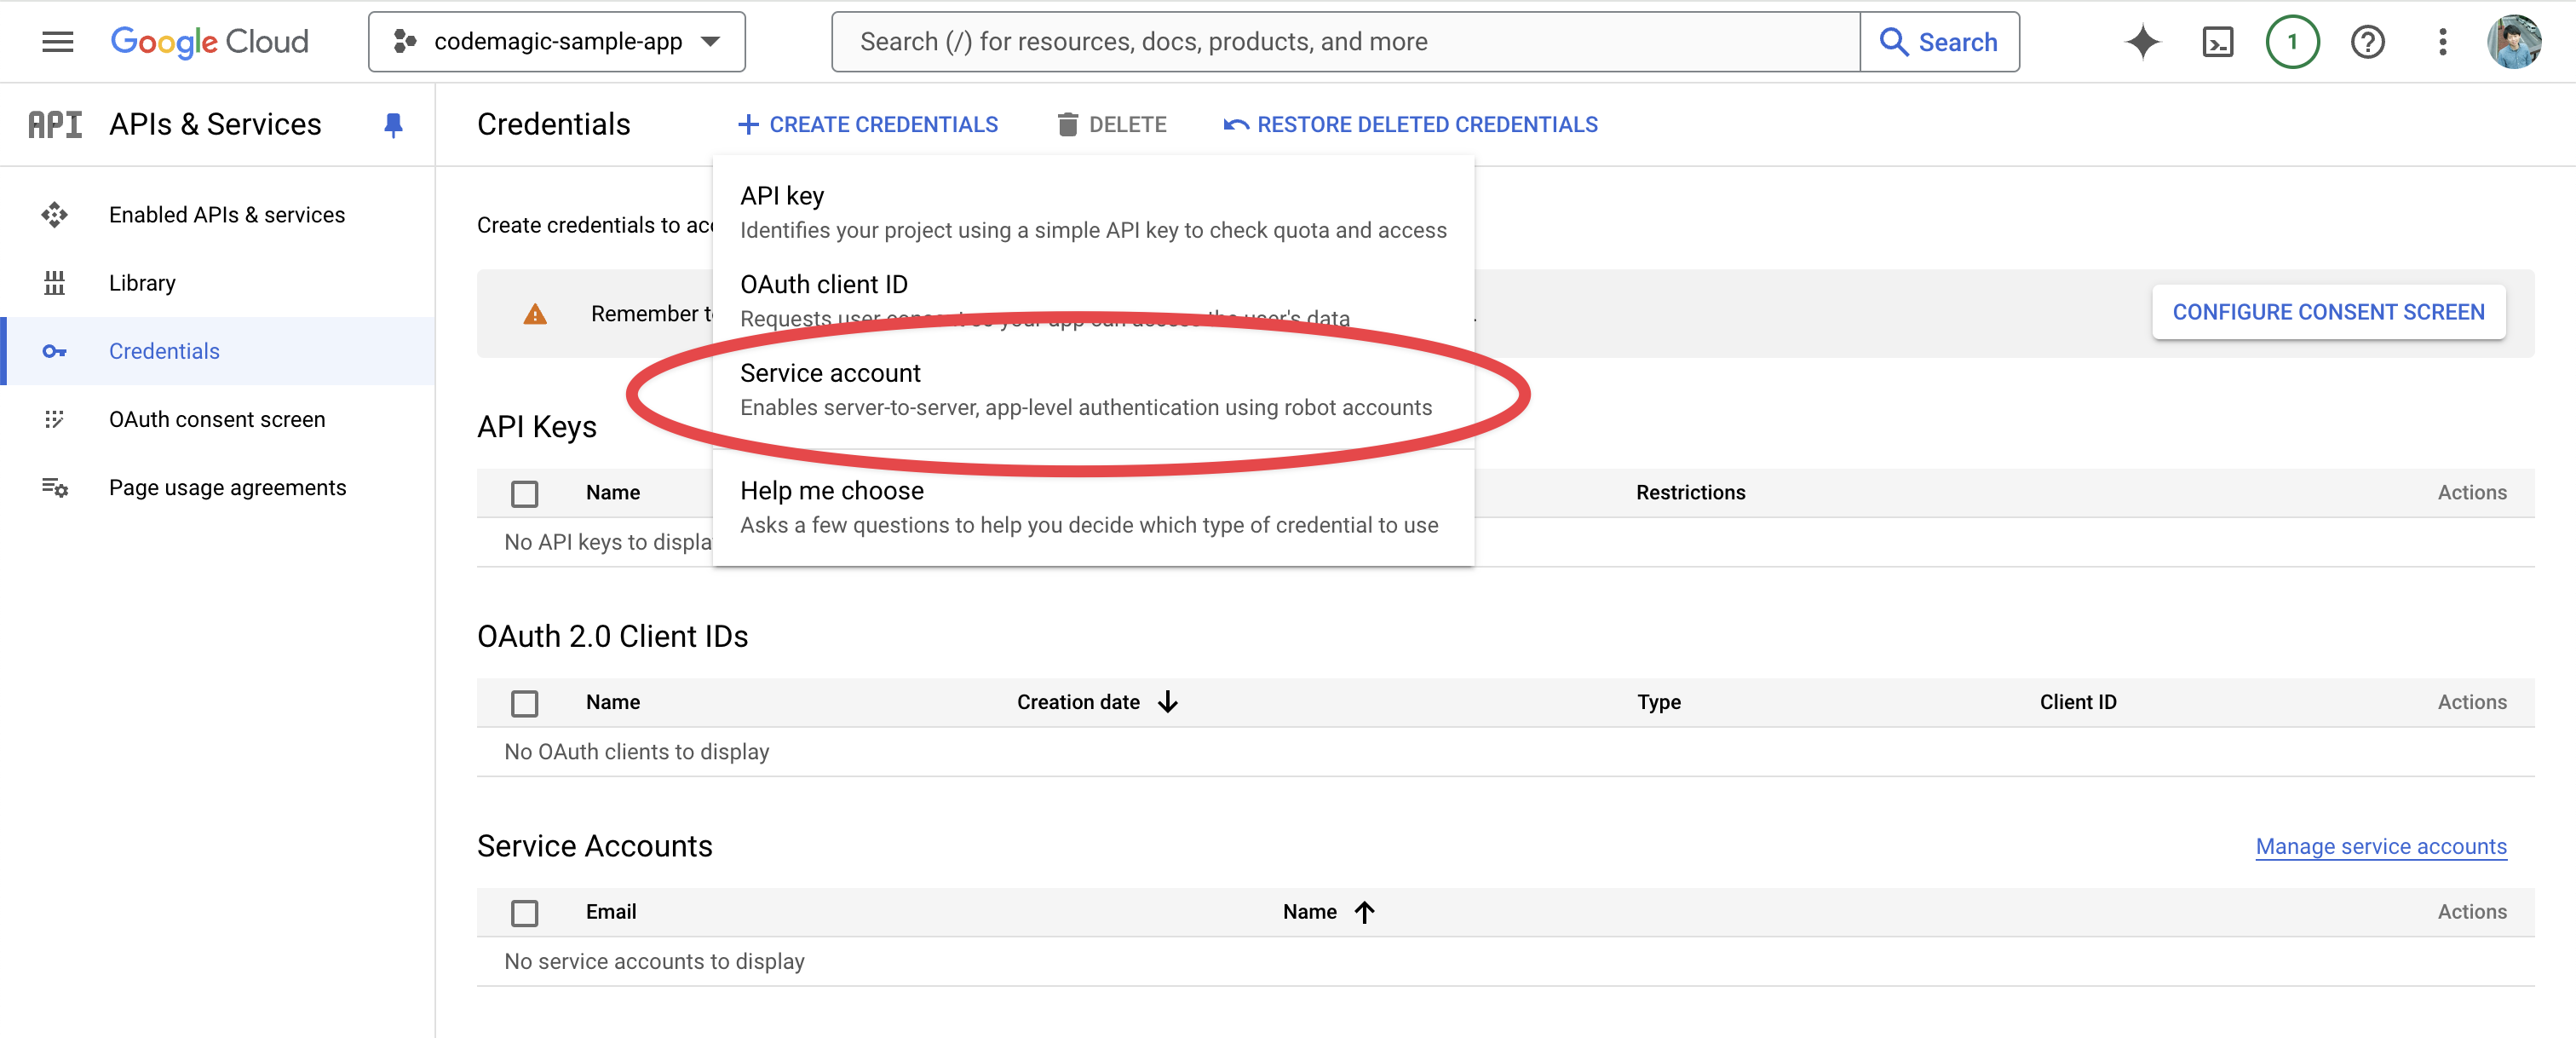 Google Cloud
codemagic-sample-app
Search (/) for resources, docs, products, and more
Search
1
API
APIs & Services
Enabled APIs & services
Library
Credentials
OAuth consent screen
Page usage agreements
Credentials
CREATE CREDENTIALS
DELETE
RESTORE DELETED CREDENTIALS
Create credentials to acc
API key
Identifies your project using a simple API key to check quota and access
OAuth client ID
Requests user consent so your app can access the user's data
Service account
Enables server-to-server, app-level authentication using robot accounts
Help me choose
Asks a few questions to help you decide which type of credential to use
Remember to
CONFIGURE CONSENT SCREEN
API Keys
Name
Restrictions
Actions
No API keys to displa
OAuth 2.0 Client IDs
Name
Creation date
Type
Client ID
Actions
No OAuth clients to display
Service Accounts
Manage service accounts
Email
Name
Actions
No service accounts to display